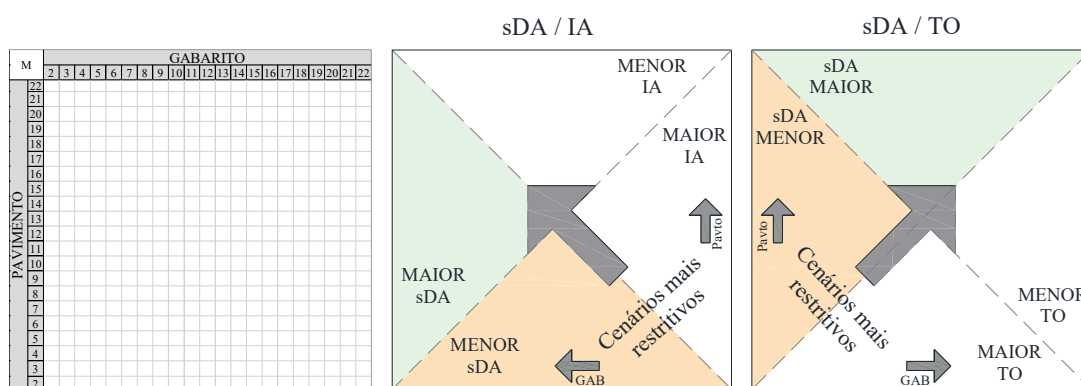 sDA / IA
sDA / TO
M
GABARITO
2 3 4 5 6 7 8 9 10 11 12 13 14 15 16 17 18 19 20 21 22
PAVIMENTO
22
21
20
19
18
17
16
15
14
13
12
11
10
9
8
7
6
5
4
3
2
MENOR
IA
MAIOR
IA
Pavto
MAIOR
sDA
Cenários mais
restritivos
MENOR
sDA
GAB
sDA
MAIOR
sDA
MENOR
Pavto
Cenários mais
restritivos
MENOR
TO
MAIOR
TO
GAB